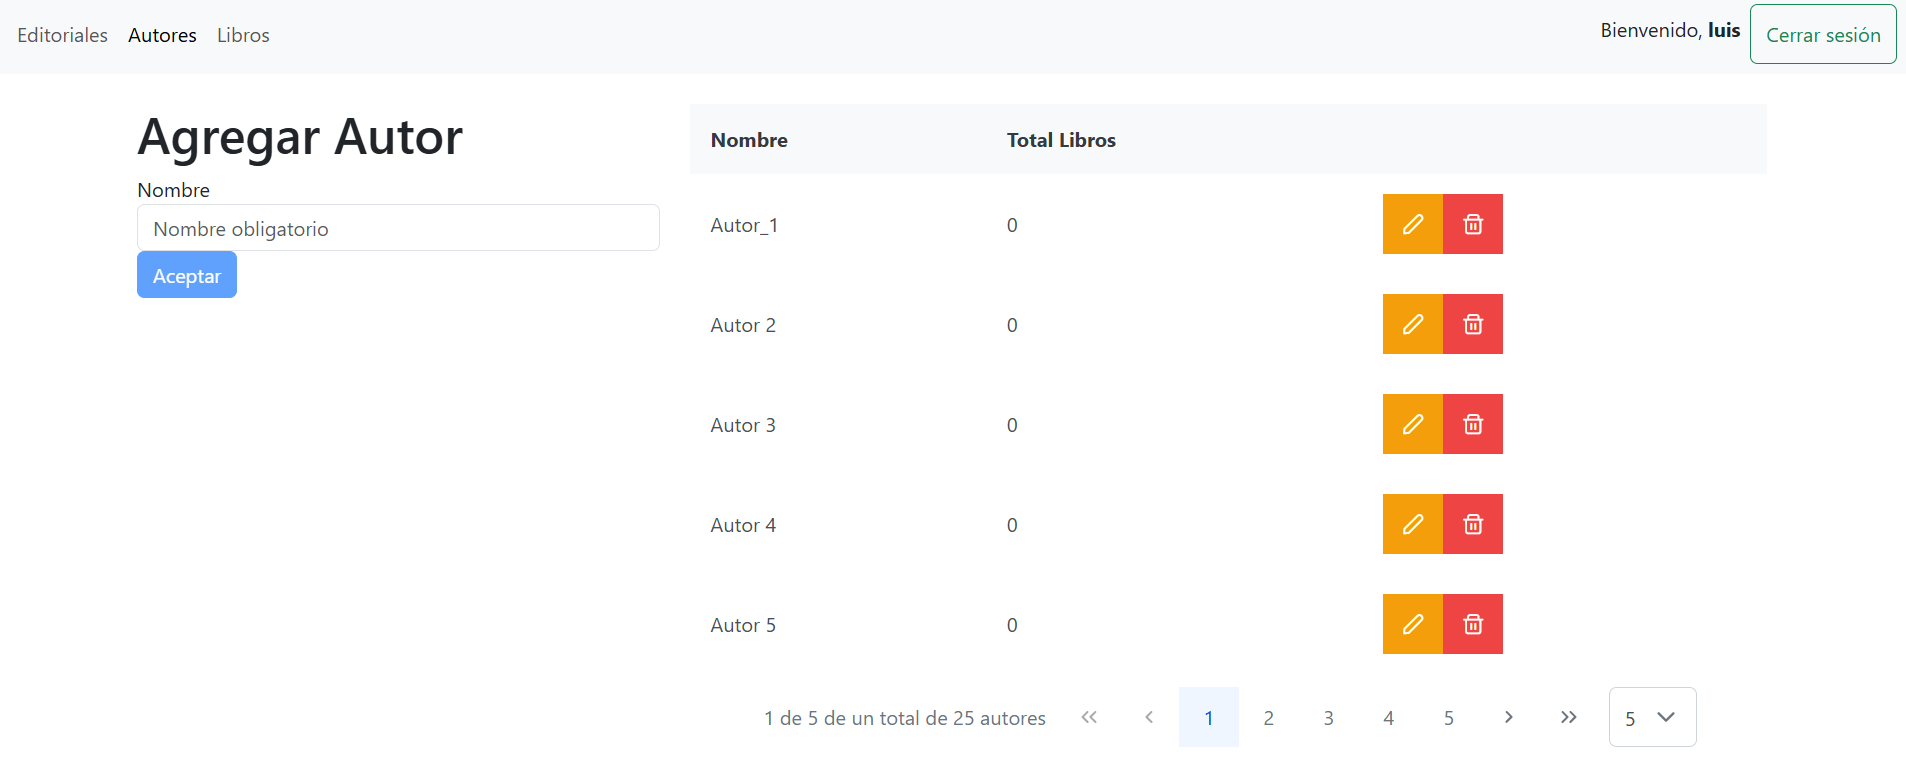 Editoriales Autores Libros
Bienvenido, luis Cerrar sesión
Agregar Autor
Nombre
Nombre obligatorio
Aceptar
Nombre Total Libros
Autor_1 0
Autor 2 0
Autor 3 0
Autor 4 0
Autor 5 0
1 de 5 de un total de 25 autores 1 2 3 4 5 5